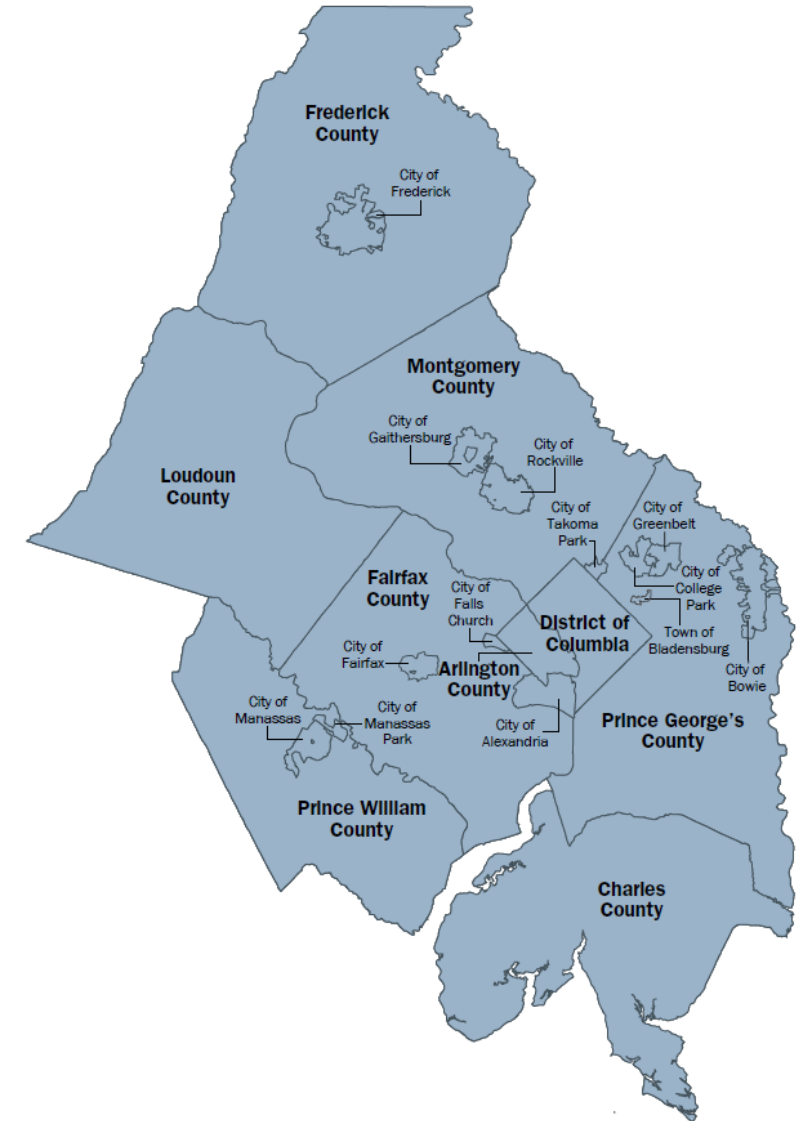 Frederick
County
City of
Frederick
Montgomery
County
City of
Gaithersburg
City of
Rockville
Loudoun
County
City of
Takoma
Park
City of
Greenbelt
Fairfax
County
City of
Falls
Church
City of
College
Park
District of
Columbia
Town of
Bladensburg
City of
Fairfax
Arlington
County
City of
Bowie
City of
Manassas
City of
Manassas
Park
City of
Alexandria
Prince George's
County
Prince William
County
Charles
County